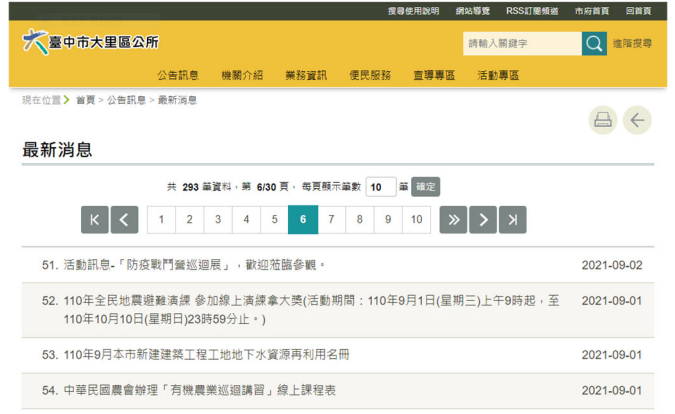 搜尋使用說明 網站導覽 RSS訂閱頻道 市府首頁 回首頁
臺中市大里區公所
請輸入關鍵字 進階搜尋
公告訊息 機關介紹 業務資訊 便民服務 宣導專區 活動專區
現在位置 首頁 > 公告訊息 > 最新消息
最新消息
共 293 筆資料，第 6/30 頁， 每頁顯示筆數 10 筆 確定
1 2 3 4 5 6 7 8 9 10
51. 活動訊息-「防疫戰鬥營巡迴展」，歡迎蒞臨參觀。 2021-09-02
52. 110年全民地震避難演練 參加線上演練拿大獎(活動期間：110年9月1日(星期三)上午9時起，至 2021-09-01
110年10月10日(星期日)23時59分止。)
53. 110年9月本市新建建築工程工地地下水資源再利用名冊 2021-09-01
54. 中華民國農會辦理「有機農業巡迴講習」線上課程表 2021-09-01